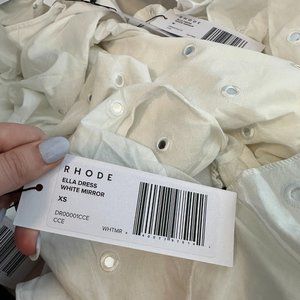 RHODE
RHODE
ELLA DRESS
WHITE MIRROR
XS
DR00001CCE
CCE
WHTMR